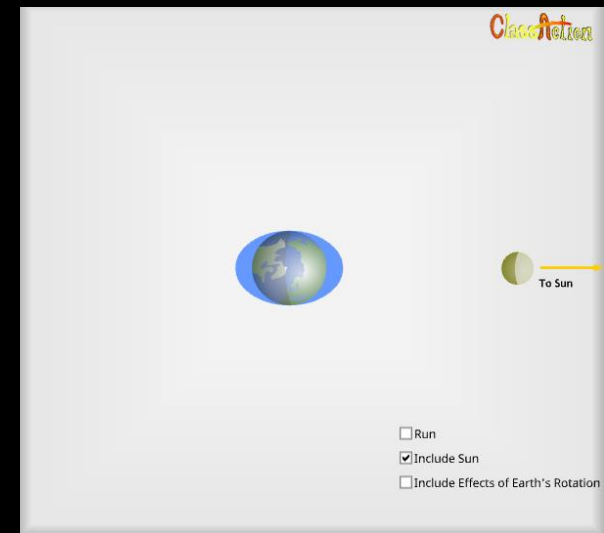 ClassAction
To Sun
Run
Include Sun
Include Effects of Earth's Rotation